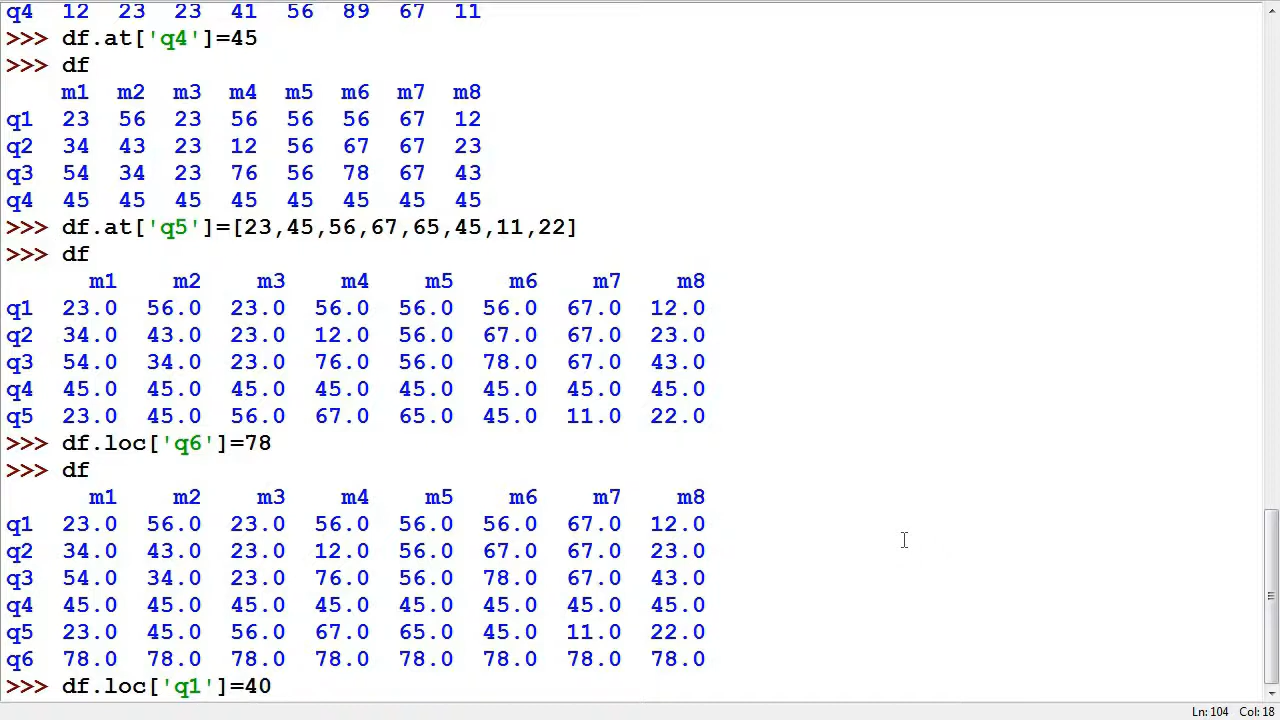 q4  12  23  23  41  56  89  67  11
>>> df.at['q4']=45
>>> df
    m1  m2  m3  m4  m5  m6  m7  m8
q1  23  56  23  56  56  56  67  12
q2  34  43  23  12  56  67  67  23
q3  54  34  23  76  56  78  67  43
q4  45  45  45  45  45  45  45  45
>>> df.at['q5']=[23,45,56,67,65,45,11,22]
>>> df
      m1    m2    m3    m4    m5    m6    m7    m8
q1  23.0  56.0  23.0  56.0  56.0  56.0  67.0  12.0
q2  34.0  43.0  23.0  12.0  56.0  67.0  67.0  23.0
q3  54.0  34.0  23.0  76.0  56.0  78.0  67.0  43.0
q4  45.0  45.0  45.0  45.0  45.0  45.0  45.0  45.0
q5  23.0  45.0  56.0  67.0  65.0  45.0  11.0  22.0
>>> df.loc['q6']=78
>>> df
      m1    m2    m3    m4    m5    m6    m7    m8
q1  23.0  56.0  23.0  56.0  56.0  56.0  67.0  12.0
q2  34.0  43.0  23.0  12.0  56.0  67.0  67.0  23.0
q3  54.0  34.0  23.0  76.0  56.0  78.0  67.0  43.0
q4  45.0  45.0  45.0  45.0  45.0  45.0  45.0  45.0
q5  23.0  45.0  56.0  67.0  65.0  45.0  11.0  22.0
q6  78.0  78.0  78.0  78.0  78.0  78.0  78.0  78.0
>>> df.loc['q1']=40
Ln: 104  Col: 18